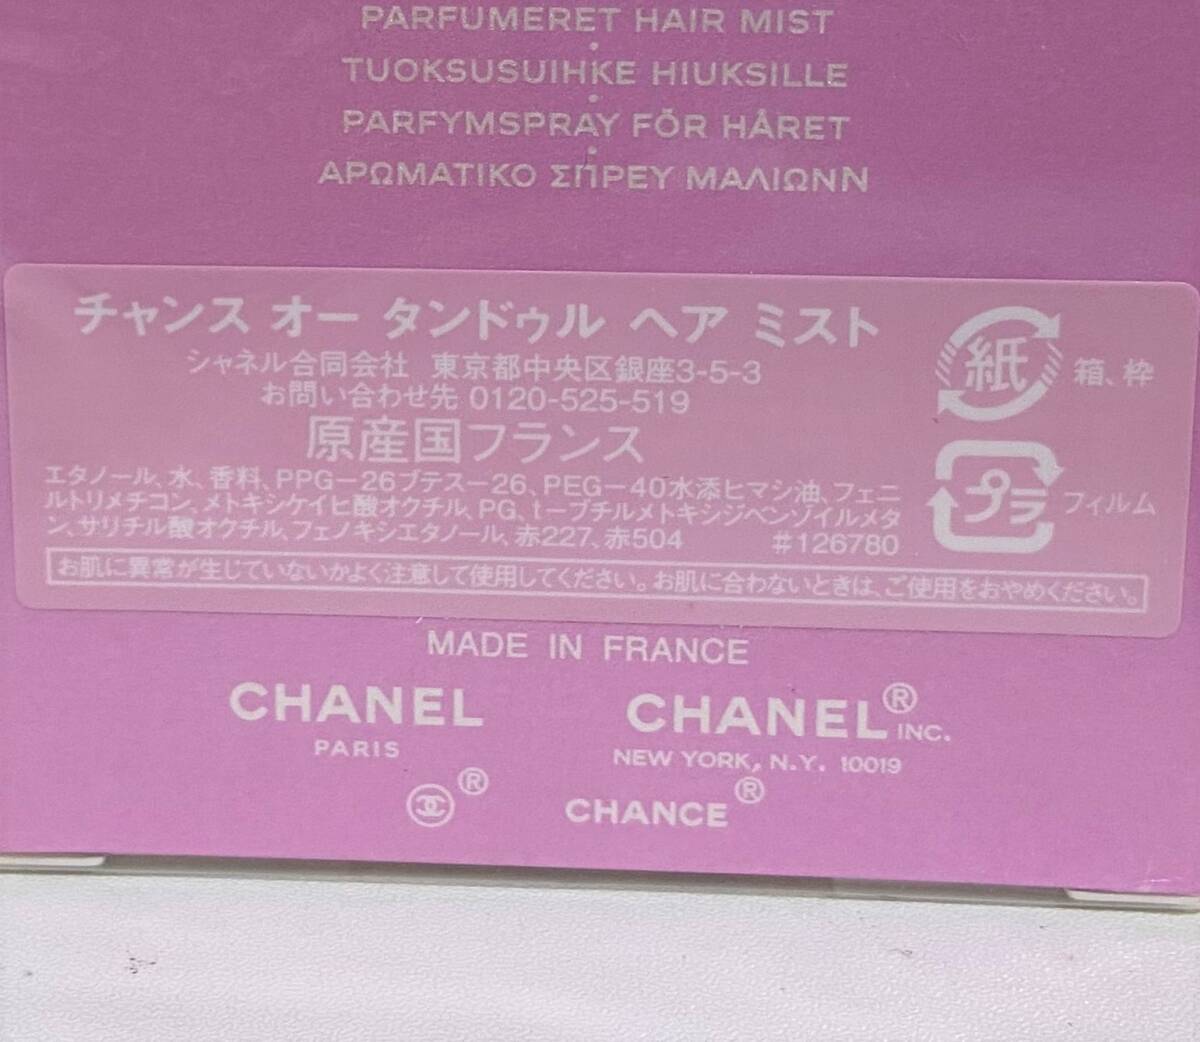 PARFUMERET HAIR MIST
TUOKSUSUIHKE HIUKSILLE
PARFYMSPRAY FÖR HÅRET
ΑΡΩΜΑΤΙΚΟ ΣΠΡΕΥ ΜΑΛΙΩΝΝ
チャンス オー タンドゥル ヘア ミスト
シャネル合同会社 東京都中央区銀座3-5-3
お問い合わせ先 0120-525-519
原産国フランス
エタノール、水、香料、PPG-26ブテス-26、PEG-40水添ヒマシ油、フェニ
ルトリメチコン、メトキシケイヒ酸オクチル、PG、t-ブチルメトキシジベンゾイルメタ
ン、サリチル酸オクチル、フェノキシエタノール、赤227、赤504 #126780
お肌に異常が生じていないかよく注意して使用してください。お肌に合わないときは、ご使用をおやめください。
紙 箱、枠
プラ フィルム
MADE IN FRANCE
CHANEL CHANEL® INC.
PARIS NEW YORK, N.Y. 10019
® CHANCE®